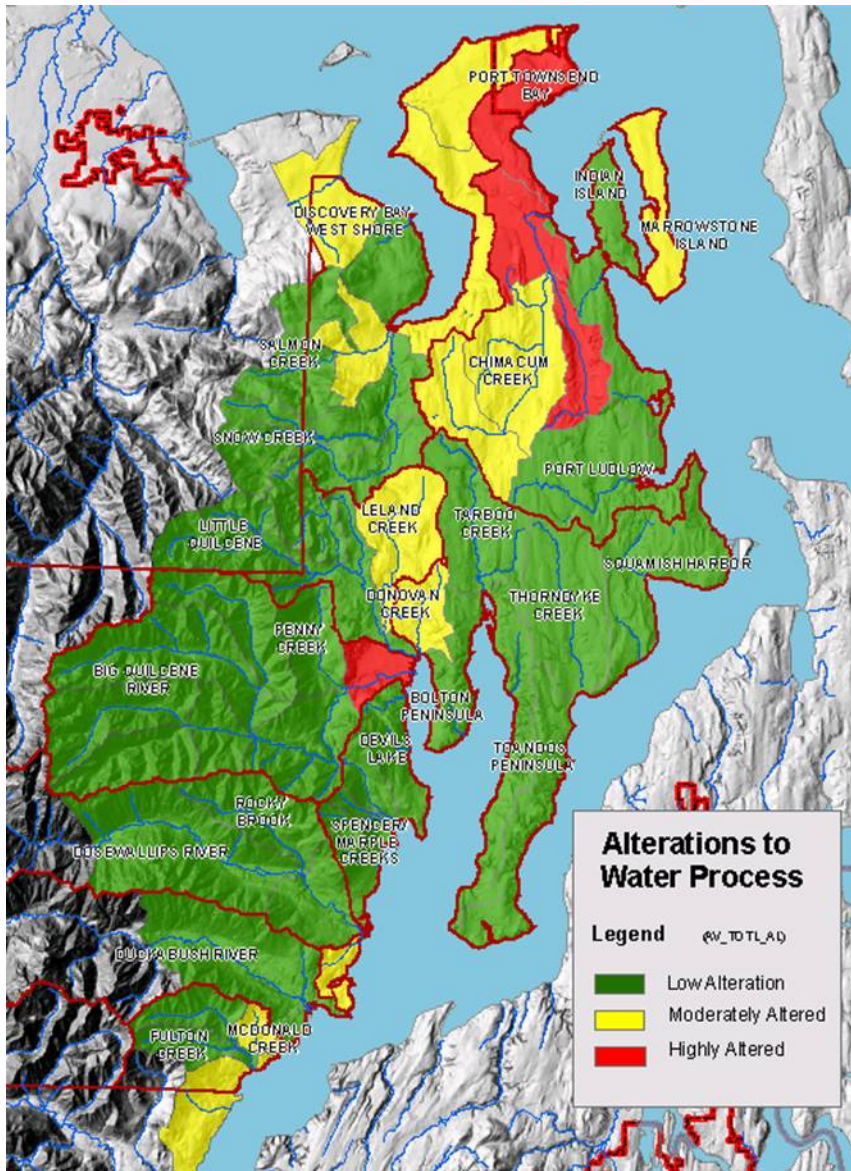 PORT TOWNSEND
BAY
INDIAN
ISLAND
MARROWSTONE
ISLAND
DISCOVERY BAY
WEST SHORE
SALMON
CREEK
CHIMACUM
CREEK
SNOW CREEK
PORT LUDLOW
LELAND
CREEK
TARBOO
CREEK
LITTLE
QUILCENE
SQUAMISH HARBOR
DONOVAN
CREEK
THORNDYKE
CREEK
PENNY
CREEK
BIG QUILCENE
RIVER
BOLTON
PENINSULA
DEVILS
LAKE
TOANDOS
PENINSULA
ROCKY
BROOK
SPENCER/
MARPLE
CREEKS
DOSEWALLIPS RIVER
DUCKABUSH RIVER
FULTON
CREEK
MCDONALD
CREEK
Alterations to
Water Process
Legend (AV_TOTL_AL)
Low Alteration
Moderately Altered
Highly Altered